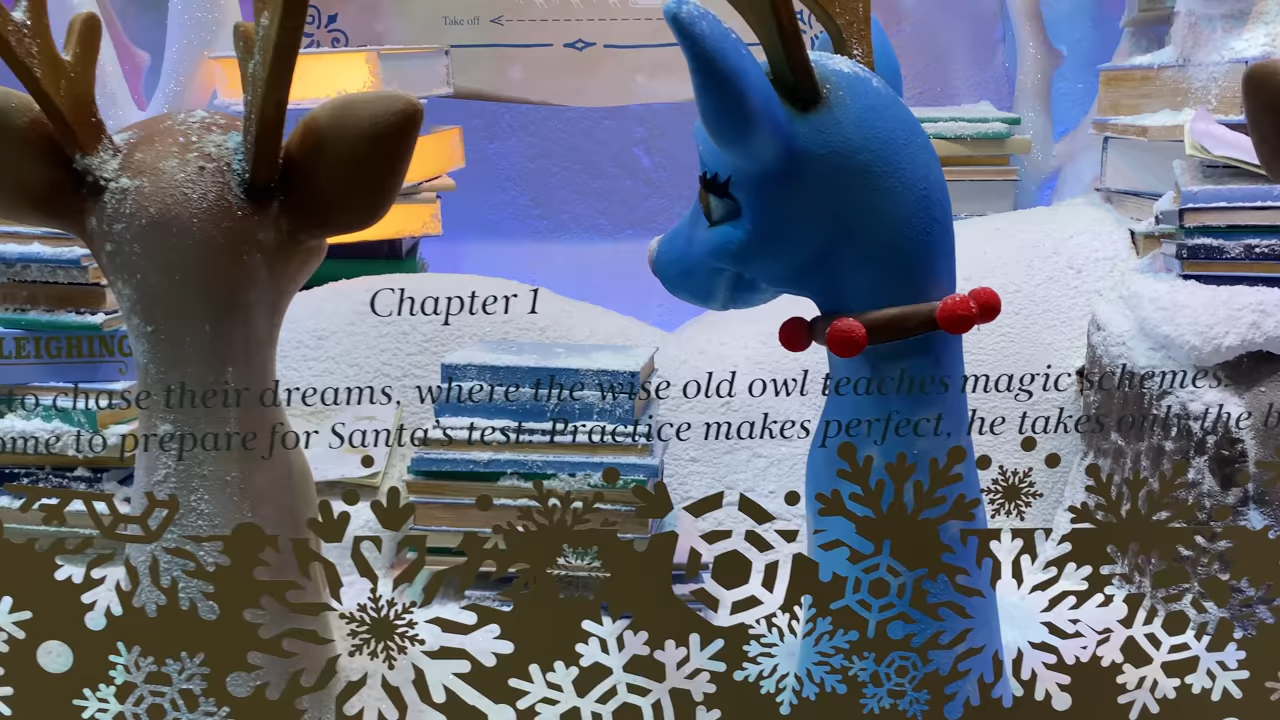 Take off
Chapter 1
LEIGHING
to chase their dreams, where the wise old owl teaches magic schemes.
ome to prepare for Santa's test. Practice makes perfect, he takes only the b